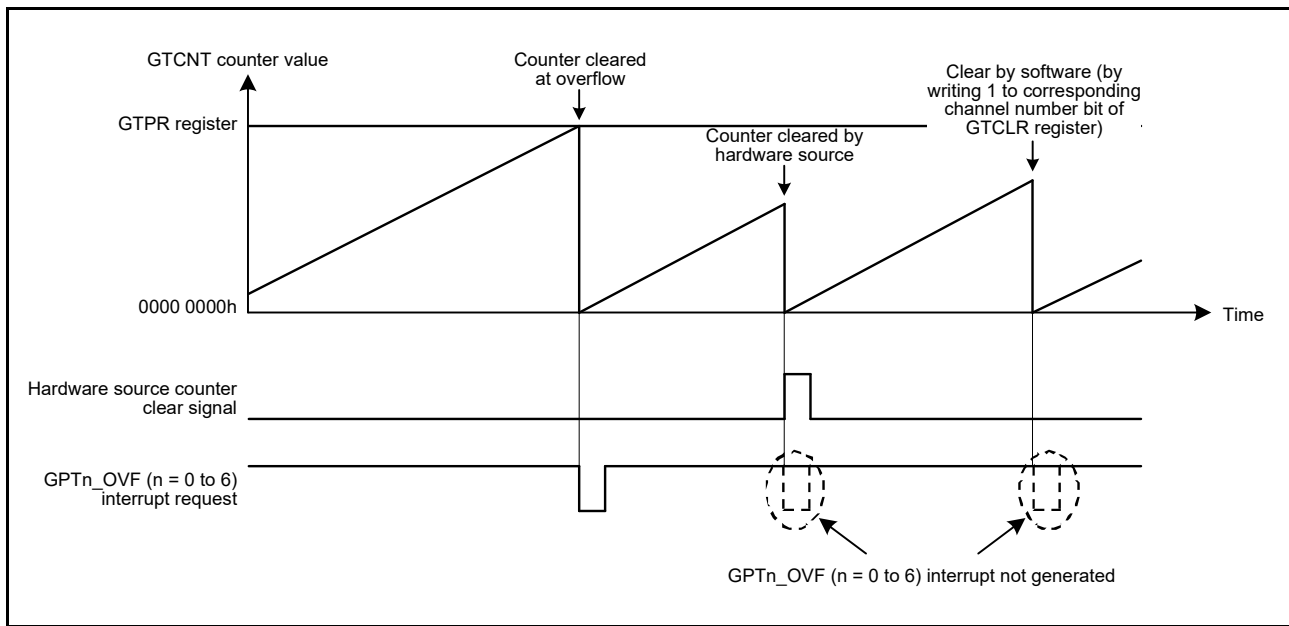 GTCNT counter value
Counter cleared
at overflow
Clear by software (by
writing 1 to corresponding
channel number bit of
GTCLR register)
GTPR register
Counter cleared by
hardware source
0000 0000h
Time
Hardware source counter
clear signal
GPTn_OVF (n = 0 to 6)
interrupt request
GPTn_OVF (n = 0 to 6) interrupt not generated